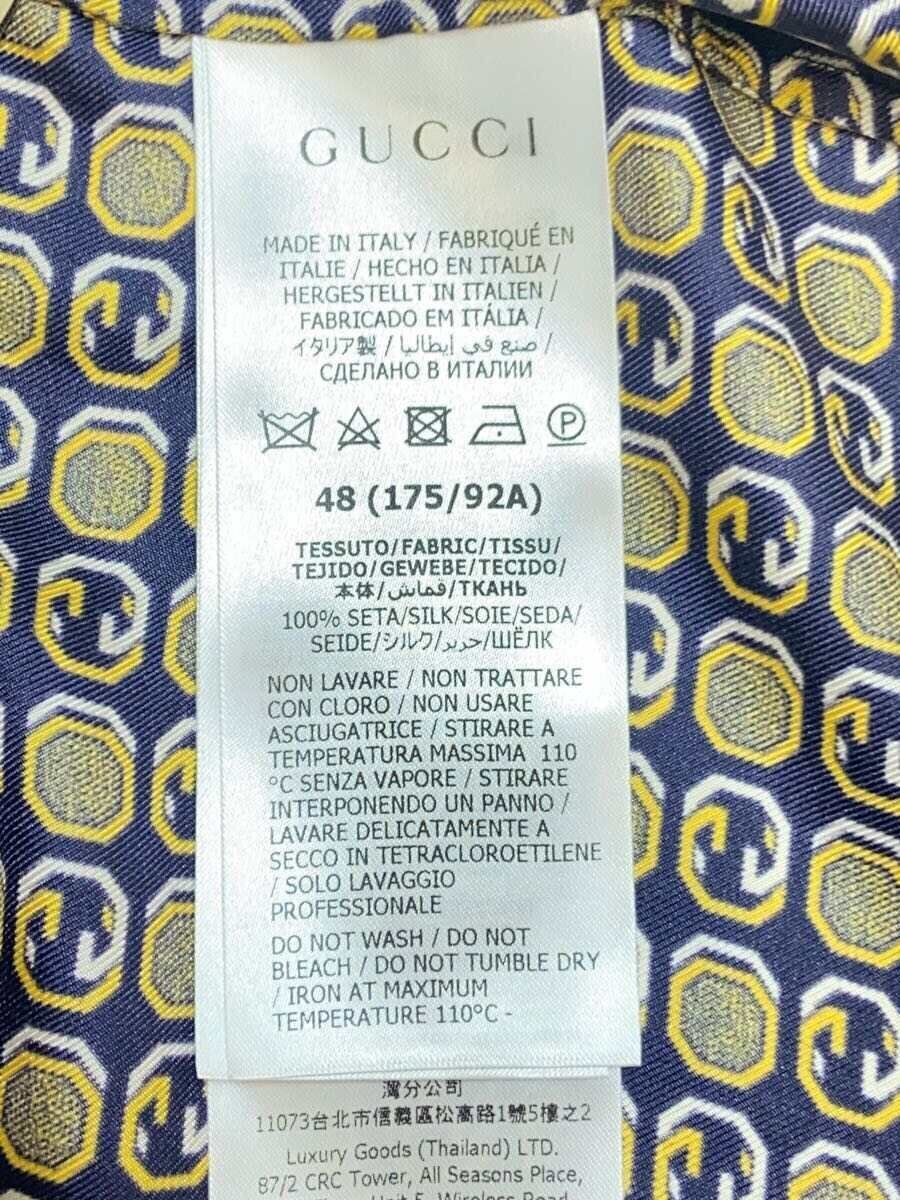 GUCCI
MADE IN ITALY / FABRIQUÉ EN
ITALIE / HECHO EN ITALIA /
HERGESTELLT IN ITALIEN /
FABRICADO EM ITÁLIA /
イタリア製 / صنع في إيطاليا /
СДЕЛАНО В ИТАЛИИ
P
48 (175/92A)
TESSUTO/FABRIC/TISSU/
TEJIDO/GEWEBE/TECIDO/
本体/قماش/ТКАНЬ
100% SETA/SILK/SOIE/SEDA/
SEIDE/シルク/حرير/ШЁЛК
NON LAVARE / NON TRATTARE
CON CLORO / NON USARE
ASCIUGATRICE / STIRARE A
TEMPERATURA MASSIMA 110
°C SENZA VAPORE / STIRARE
INTERPONENDO UN PANNO /
LAVARE DELICATAMENTE A
SECCO IN TETRACLOROETILENE
/ SOLO LAVAGGIO
PROFESSIONALE
DO NOT WASH / DO NOT
BLEACH / DO NOT TUMBLE DRY
/ IRON AT MAXIMUM
TEMPERATURE 110°C -
灣分公司
11073台北市信義區松高路1號5樓之2
Luxury Goods (Thailand) LTD.
87/2 CRC Tower, All Seasons Place,
Unit 5, Wireless Road